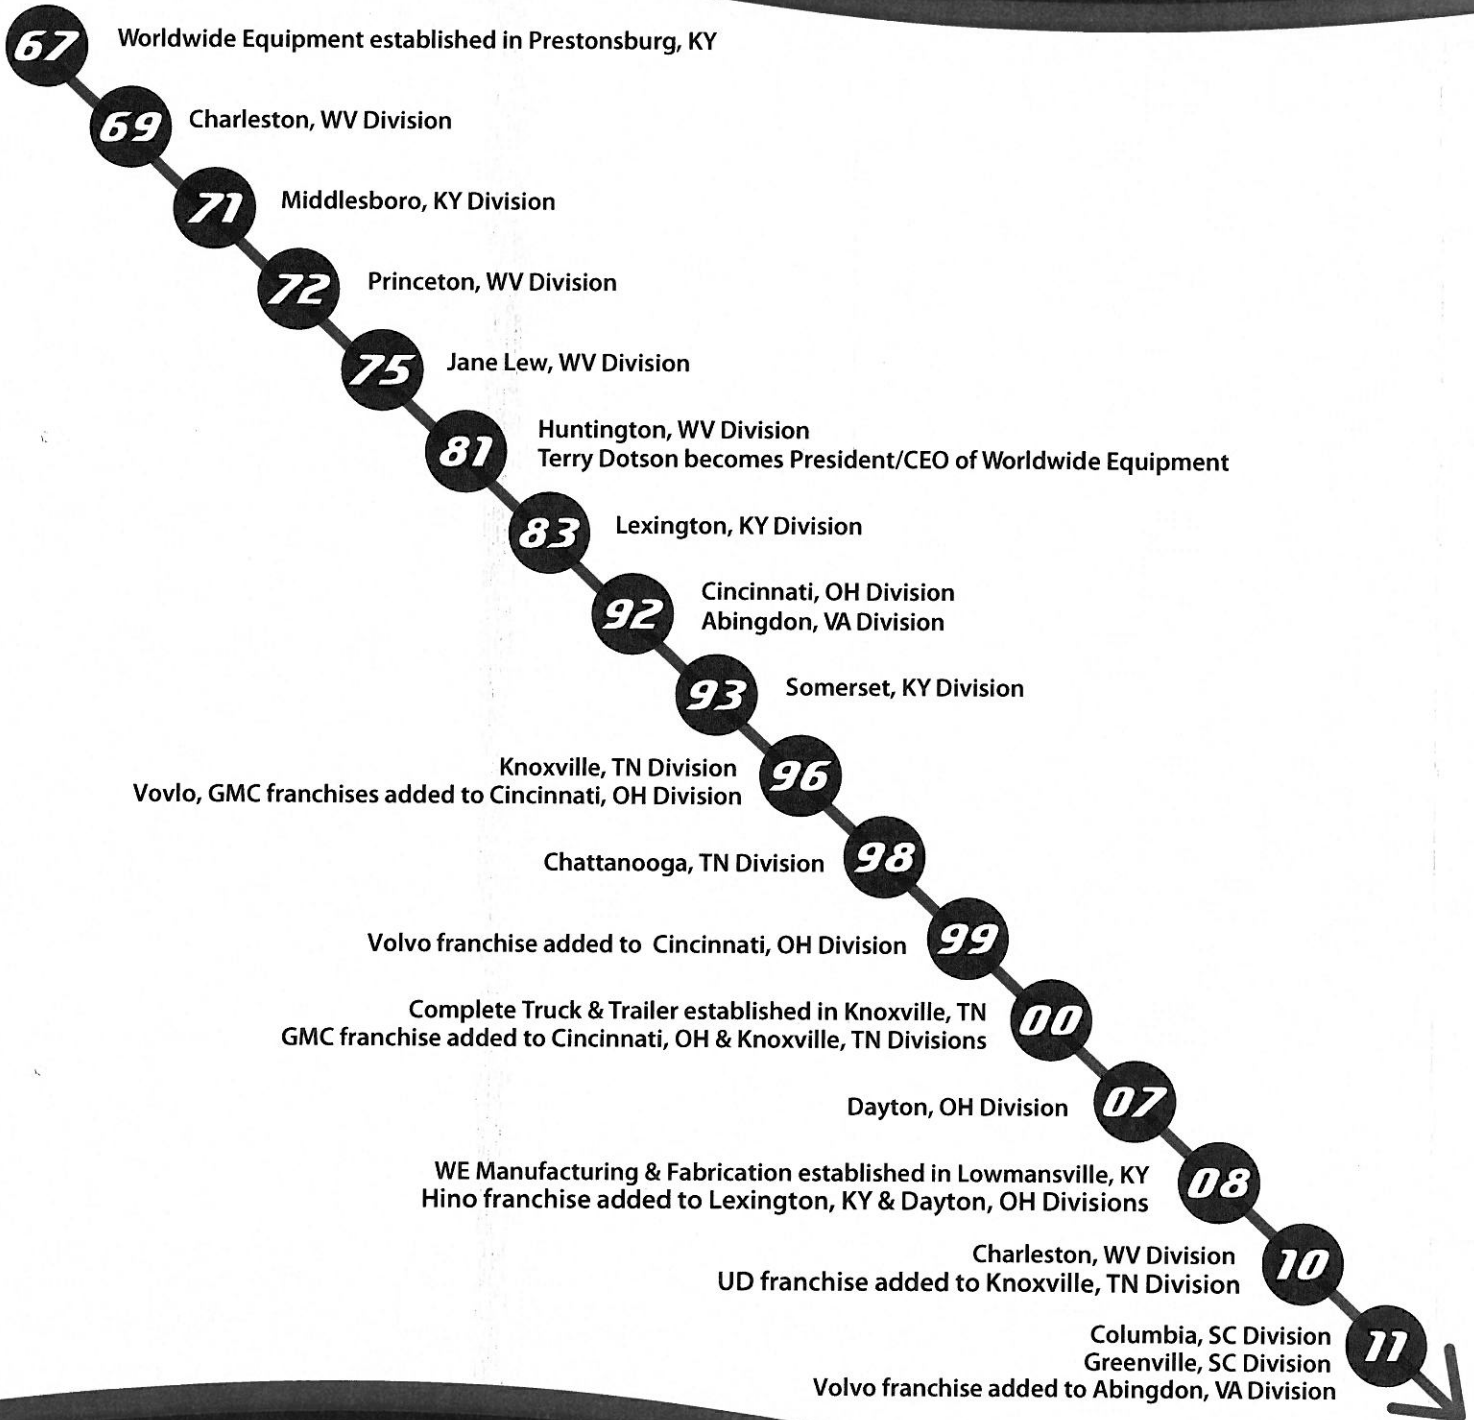 67 Worldwide Equipment established in Prestonsburg, KY
69 Charleston, WV Division
71 Middlesboro, KY Division
72 Princeton, WV Division
75 Jane Lew, WV Division
81 Huntington, WV Division
Terry Dotson becomes President/CEO of Worldwide Equipment
83 Lexington, KY Division
92 Cincinnati, OH Division
Abingdon, VA Division
93 Somerset, KY Division
Knoxville, TN Division 96
Vovlo, GMC franchises added to Cincinnati, OH Division
Chattanooga, TN Division 98
Volvo franchise added to Cincinnati, OH Division 99
Complete Truck & Trailer established in Knoxville, TN 00
GMC franchise added to Cincinnati, OH & Knoxville, TN Divisions
Dayton, OH Division 07
WE Manufacturing & Fabrication established in Lowmansville, KY 08
Hino franchise added to Lexington, KY & Dayton, OH Divisions
Charleston, WV Division 10
UD franchise added to Knoxville, TN Division
Columbia, SC Division 11
Greenville, SC Division
Volvo franchise added to Abingdon, VA Division